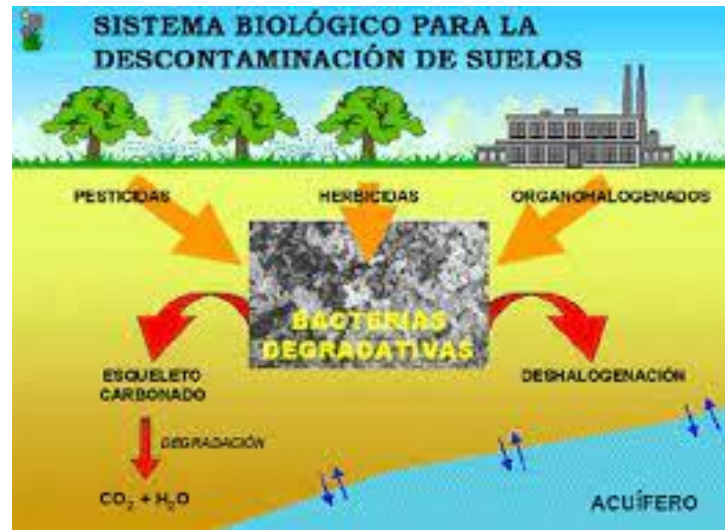 SISTEMA BIOLÓGICO PARA LA
DESCONTAMINACIÓN DE SUELOS
PESTICIDAS
HERBICIDAS
ORGANOHALOGENADOS
BACTERIAS
DEGRADATIVAS
ESQUELETO
CARBONADO
DESHALOGENACIÓN
DEGRADACIÓN
CO₂ + H₂O
ACUÍFERO